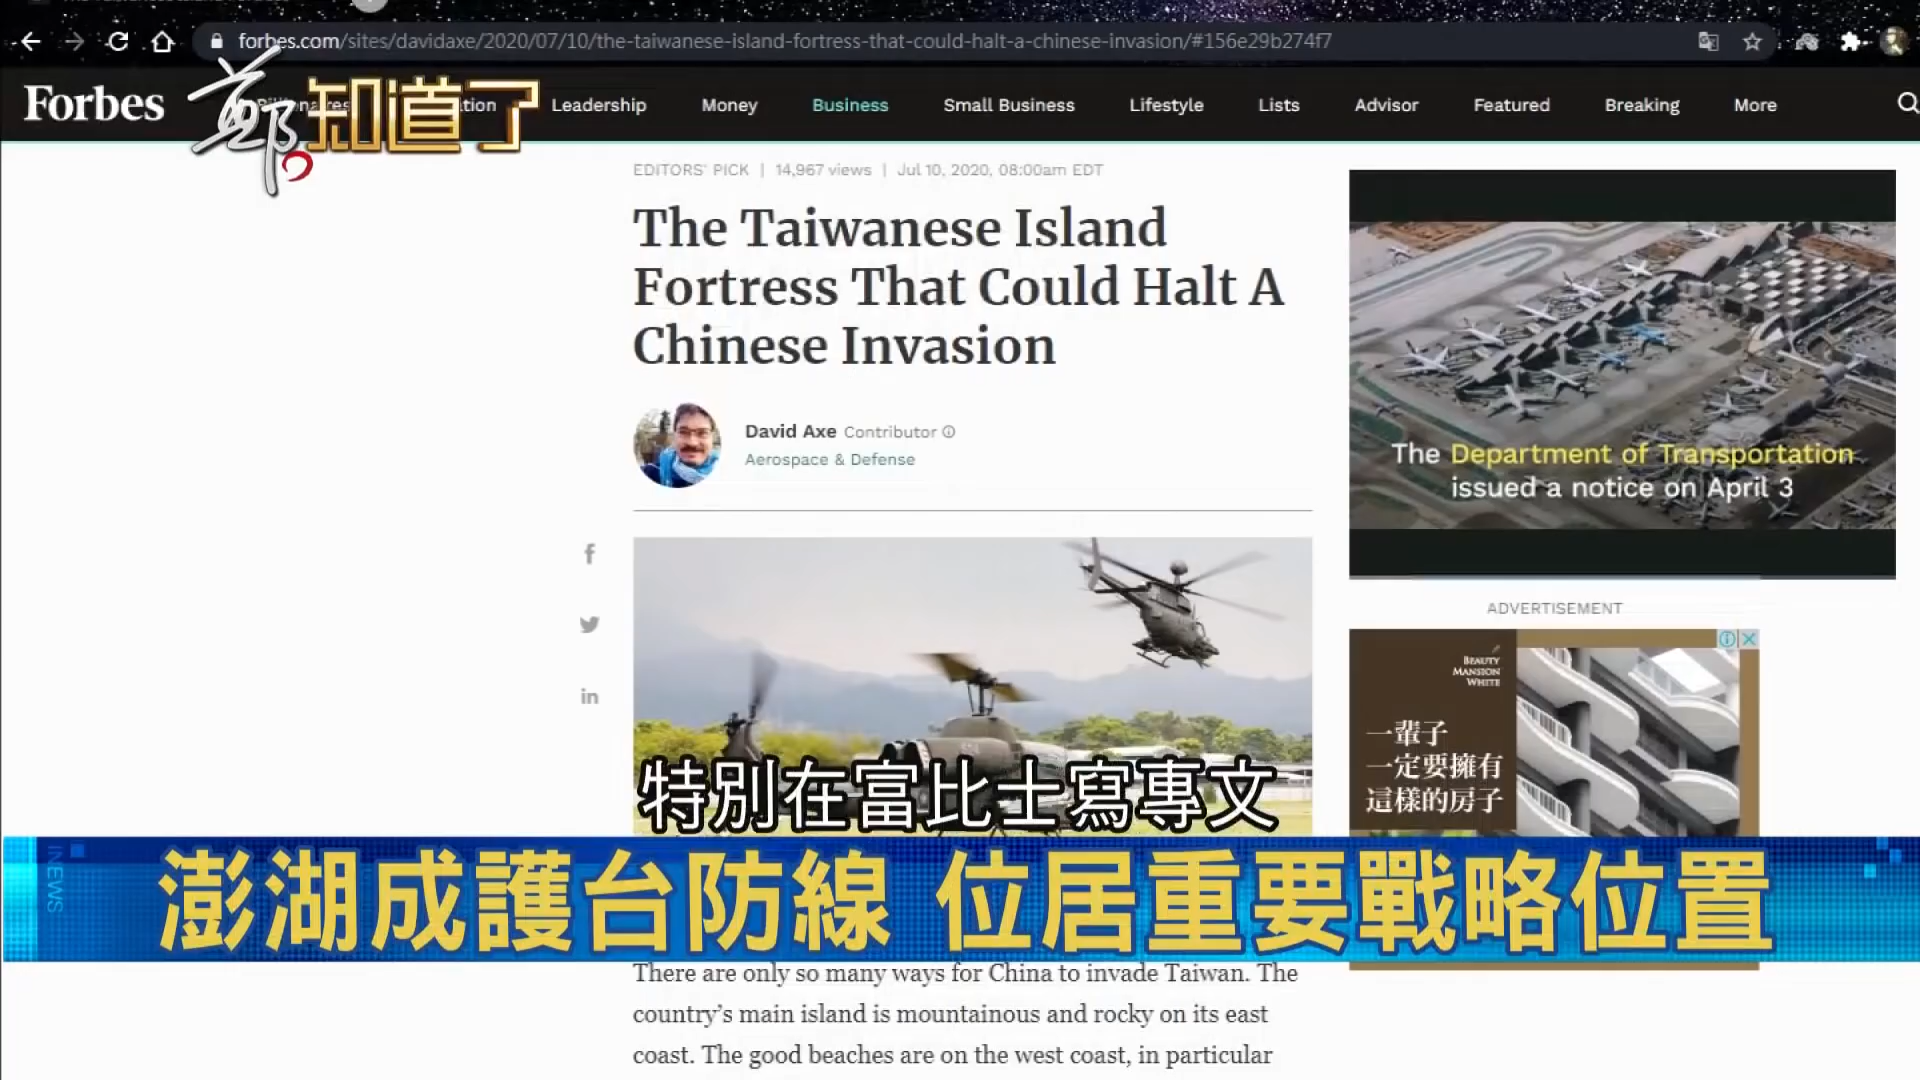 forbes.com/sites/davidaxe/2020/07/10/the-taiwanese-island-fortress-that-could-halt-a-chinese-invasion/#156e29b274f7
Forbes
鄭知道了
Leadership
Money
Business
Small Business
Lifestyle
Lists
Advisor
Featured
Breaking
More
EDITORS' PICK | 14,967 views | Jul 10, 2020, 08:00am EDT
The Taiwanese Island
Fortress That Could Halt A
Chinese Invasion
David Axe Contributor
Aerospace & Defense
The Department of Transportation
issued a notice on April 3
ADVERTISEMENT
BEAUTY
MANSION
WHITE
一輩子
一定要擁有
這樣的房子
特別在富比士寫專文
INEWS
澎湖成護台防線 位居重要戰略位置
There are only so many ways for China to invade Taiwan. The
country's main island is mountainous and rocky on its east
coast. The good beaches are on the west coast, in particular